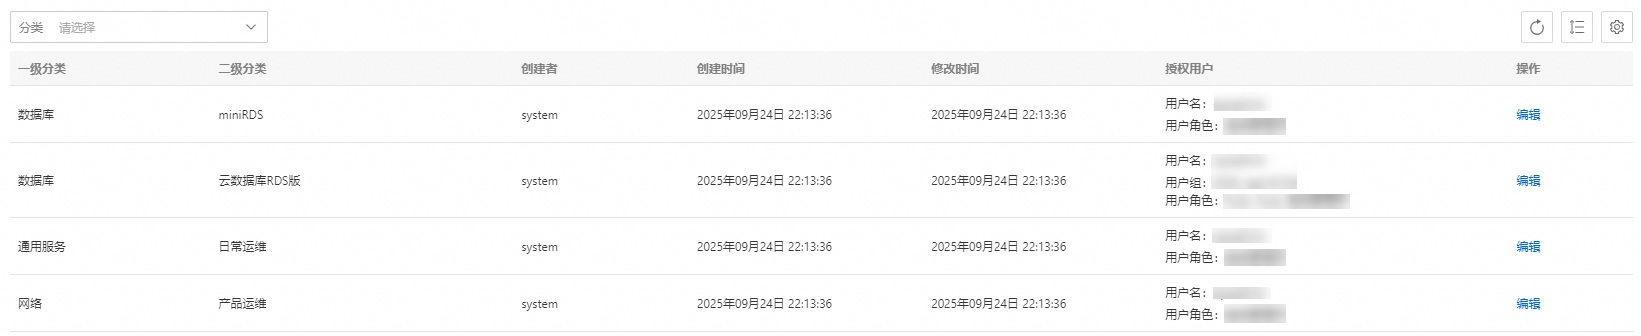 分类 请选择
一级分类 二级分类 创建者 创建时间 修改时间 授权用户 操作
数据库 miniRDS system 2025年09月24日 22:13:36 2025年09月24日 22:13:36 用户名： 编辑
用户角色：
数据库 云数据库RDS版 system 2025年09月24日 22:13:36 2025年09月24日 22:13:36 用户名： 编辑
用户组：
用户角色：
通用服务 日常运维 system 2025年09月24日 22:13:36 2025年09月24日 22:13:36 用户名： 编辑
用户角色：
网络 产品运维 system 2025年09月24日 22:13:36 2025年09月24日 22:13:36 用户名： 编辑
用户角色：